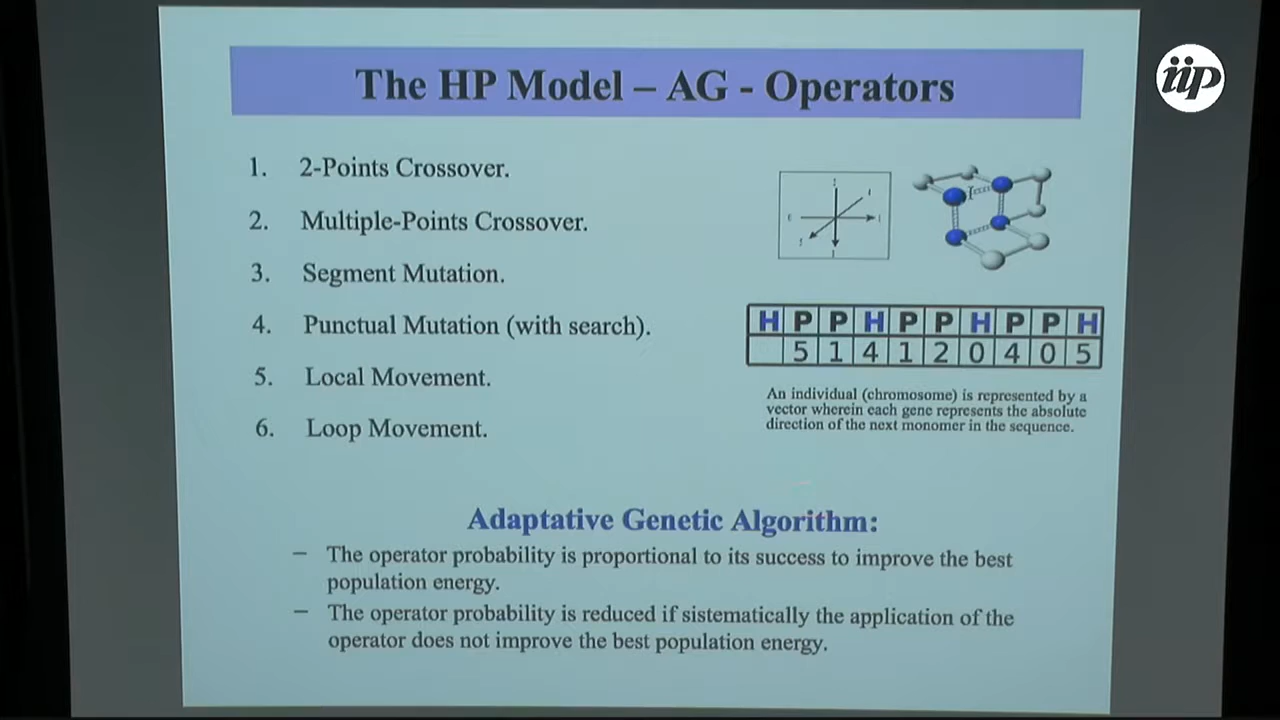 iip
The HP Model – AG - Operators
1. 2-Points Crossover.
2. Multiple-Points Crossover.
3. Segment Mutation.
4. Punctual Mutation (with search).
5. Local Movement.
6. Loop Movement.
H P P H P P H P P H
5 1 4 1 2 0 4 0 5
An individual (chromosome) is represented by a
vector wherein each gene represents the absolute
direction of the next monomer in the sequence.
Adaptative Genetic Algorithm:
– The operator probability is proportional to its success to improve the best
population energy.
– The operator probability is reduced if sistematically the application of the
operator does not improve the best population energy.